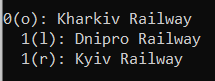 0(o): Kharkiv Railway
1(l): Dnipro Railway
1(r): Kyiv Railway